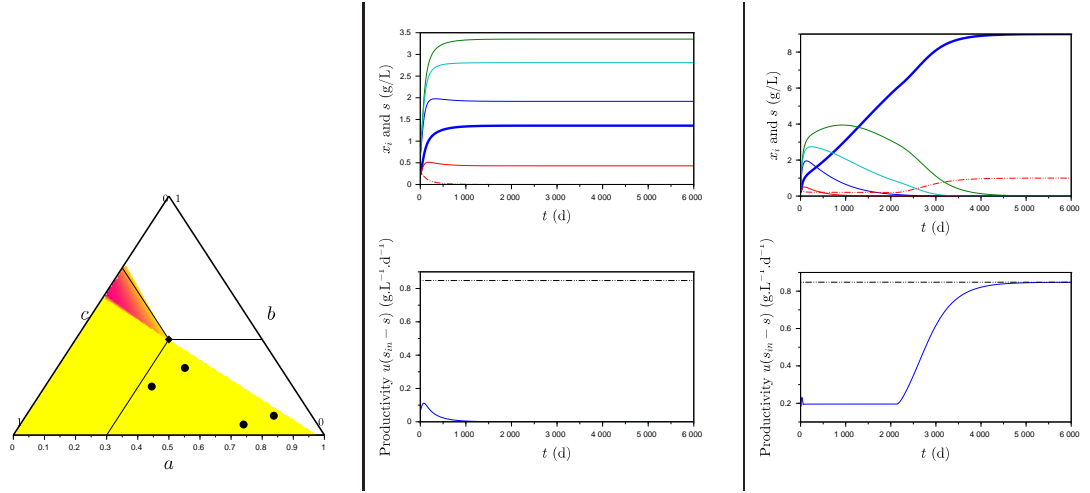 0 1
c
b
1
0
0 0.1 0.2 0.3 0.4 0.5 0.6 0.7 0.8 0.9 1
a
x_i and s (g/L)
3.5
3
2.5
2
1.5
1
0.5
0
0 1 000 2 000 3 000 4 000 5 000 6 000
t (d)
Productivity u(s_in − s) (g.L⁻¹.d⁻¹)
0.8
0.6
0.4
0.2
0
0 1 000 2 000 3 000 4 000 5 000 6 000
t (d)
x_i and s (g/L)
8
6
4
2
0
0 1 000 2 000 3 000 4 000 5 000 6 000
t (d)
Productivity u(s_in − s) (g.L⁻¹.d⁻¹)
0.8
0.6
0.4
0.2
0 1 000 2 000 3 000 4 000 5 000 6 000
t (d)